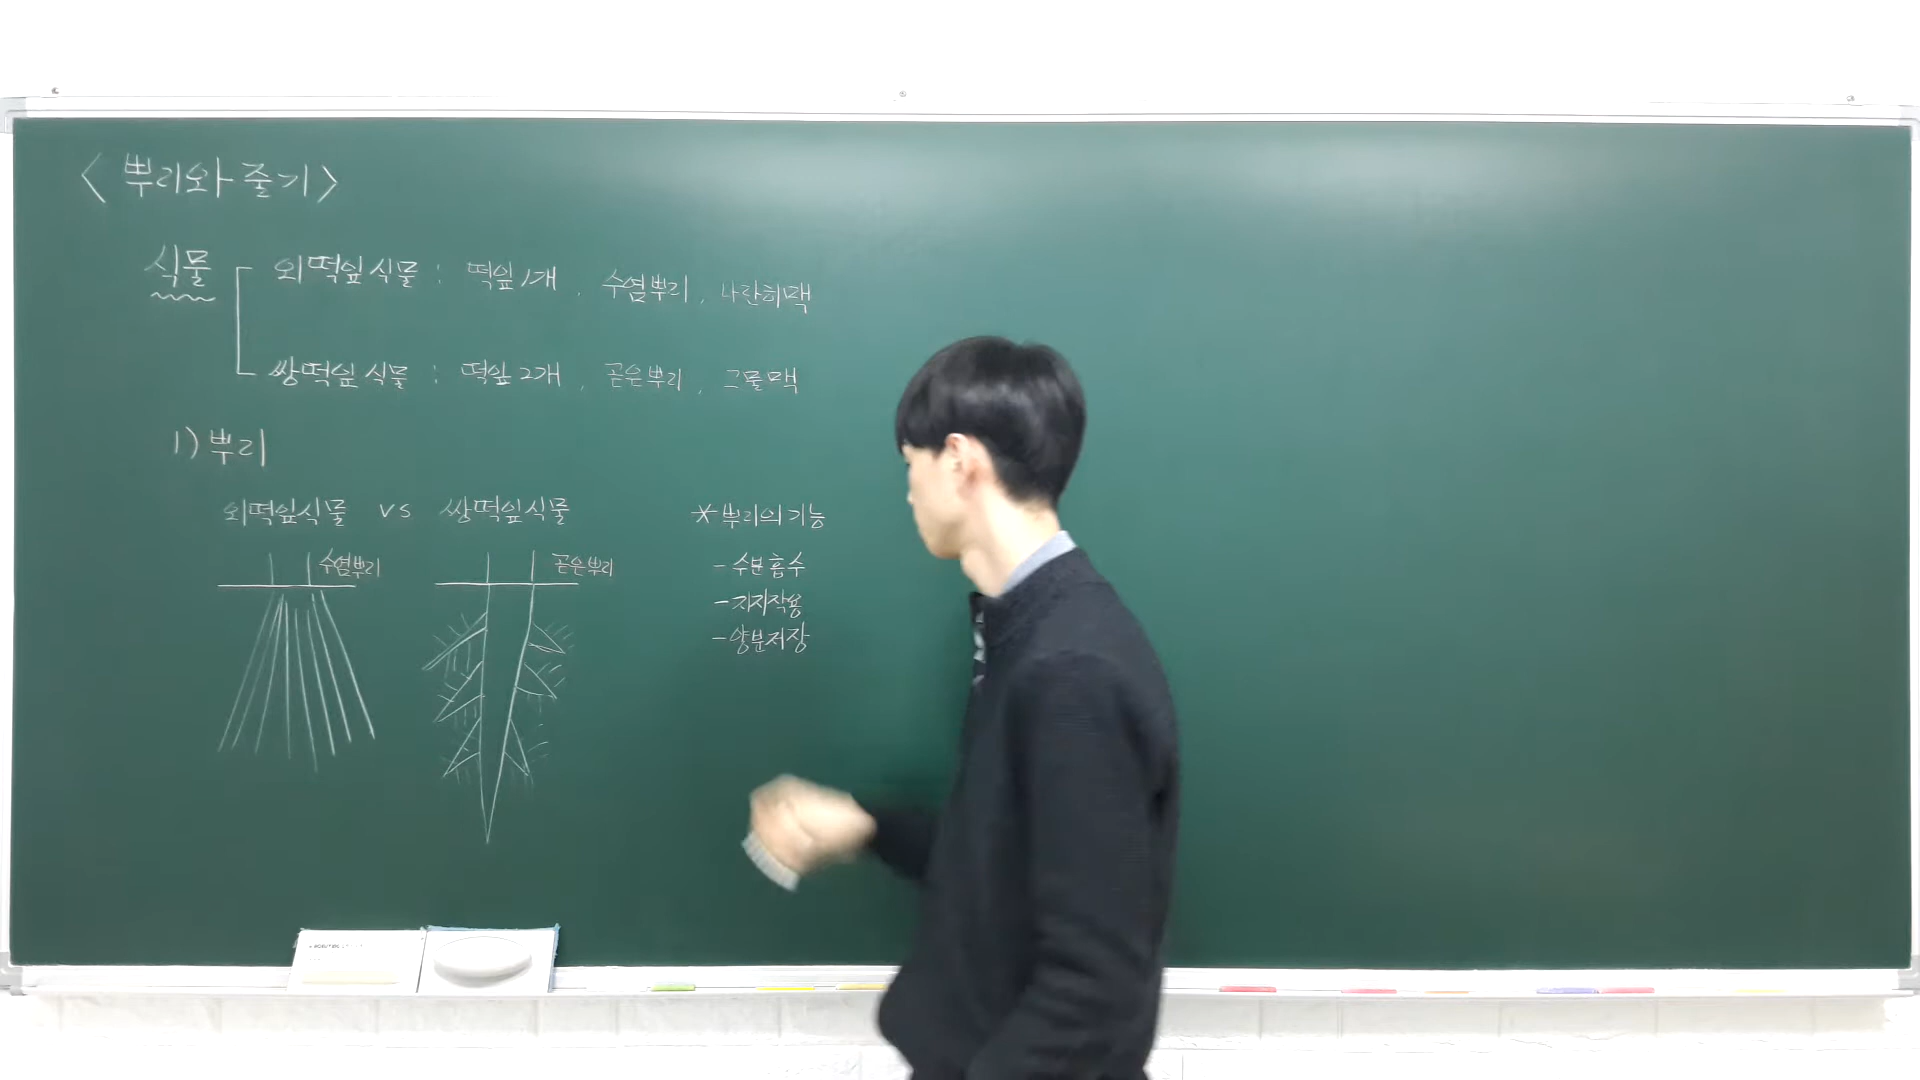 < 뿌리와 줄기 >
식물
외떡잎식물 : 떡잎 1개 , 수염뿌리 , 나란히맥
쌍떡잎식물 : 떡잎 2개 , 곧은뿌리 , 그물맥
1) 뿌리
외떡잎식물 vs 쌍떡잎식물
수염뿌리
곧은뿌리
* 뿌리의 기능
- 수분 흡수
- 지지작용
- 양분저장